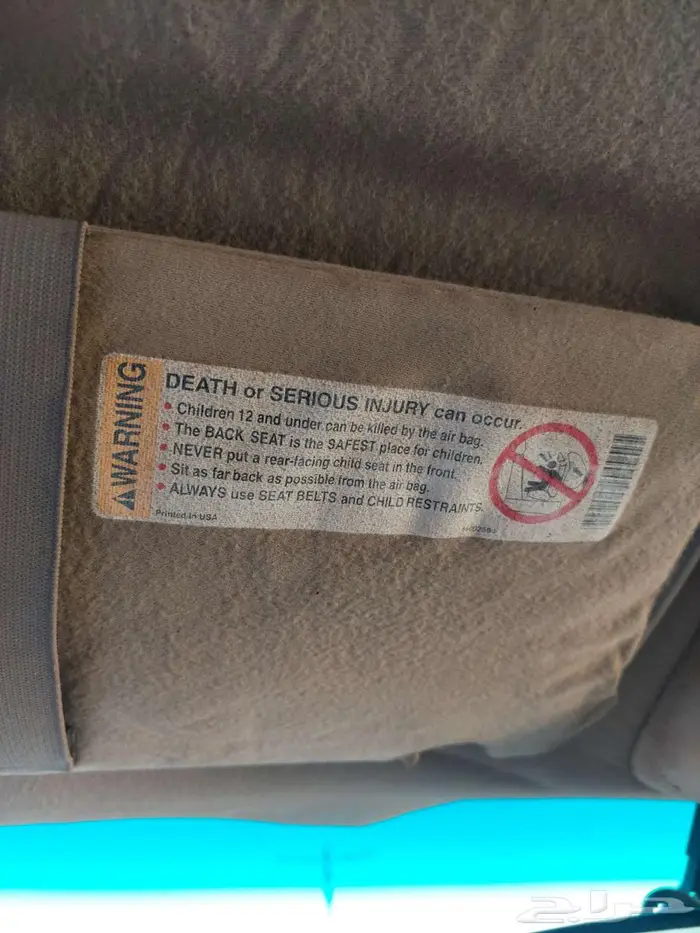 WARNING
DEATH or SERIOUS INJURY can occur.
• Children 12 and under can be killed by the air bag.
• The BACK SEAT is the SAFEST place for children.
• NEVER put a rear-facing child seat in the front.
• Sit as far back as possible from the air bag.
• ALWAYS use SEAT BELTS and CHILD RESTRAINTS.
Printed in USA
حراج